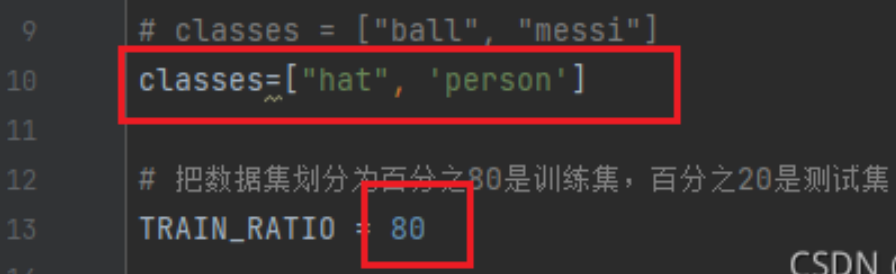 9 # classes = ["ball", "messi"]
10 classes=["hat", 'person']
11
12 # 把数据集划分为百分之80是训练集，百分之20是测试集
13 TRAIN_RATIO = 80
CSDN